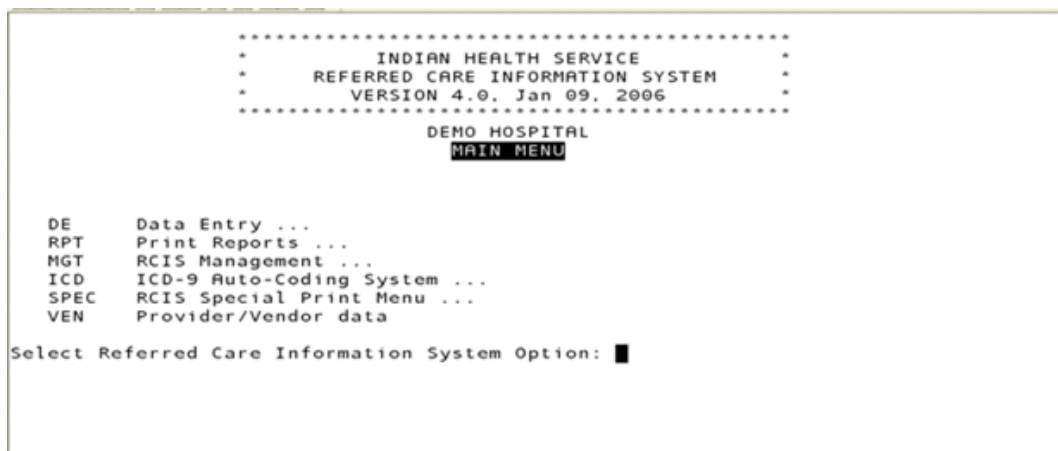 * * * * * * * * * * * * * * * * * * * * * * * * * * * * * * * * * * * * * * * * * * * *
* INDIAN HEALTH SERVICE *
* REFERRED CARE INFORMATION SYSTEM *
* VERSION 4.0, Jan 09, 2006 *
* * * * * * * * * * * * * * * * * * * * * * * * * * * * * * * * * * * * * * * * * * * *
DEMO HOSPITAL
MAIN MENU
DE Data Entry ...
RPT Print Reports ...
MGT RCIS Management ...
ICD ICD-9 Auto-Coding System ...
SPEC RCIS Special Print Menu ...
VEN Provider/Vendor data
Select Referred Care Information System Option: